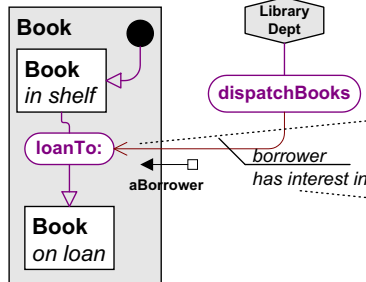 Book
Library
Dept
Book
in shelf
dispatchBooks
loanTo:
borrower
has interest in
aBorrower
Book
on loan